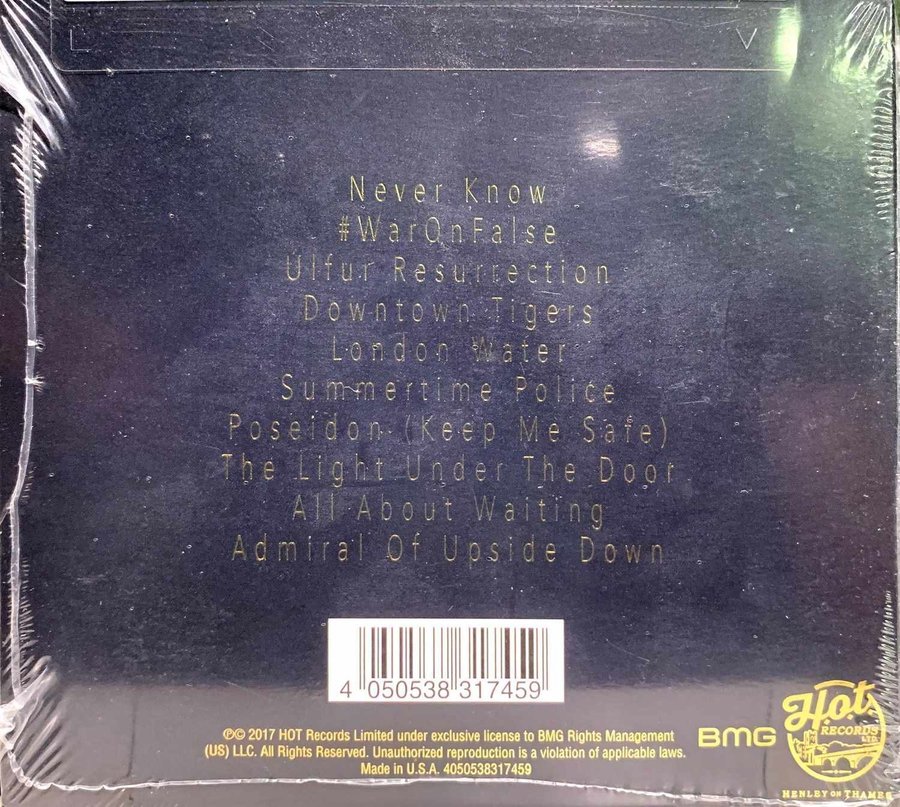 Never Know
#WarOnFalse
Ulfur Resurrection
Downtown Tigers
London Water
Summertime Police
Poseidon (Keep Me Safe)
The Light Under The Door
All About Waiting
Admiral Of Upside Down
4 050538 317459
℗© 2017 HOT Records Limited under exclusive license to BMG Rights Management
(US) LLC. All Rights Reserved. Unauthorized reproduction is a violation of applicable laws.
Made in U.S.A. 4050538317459
BMG
H.o.t.
RECORDS
LTD.
HENLEY ON THAMES